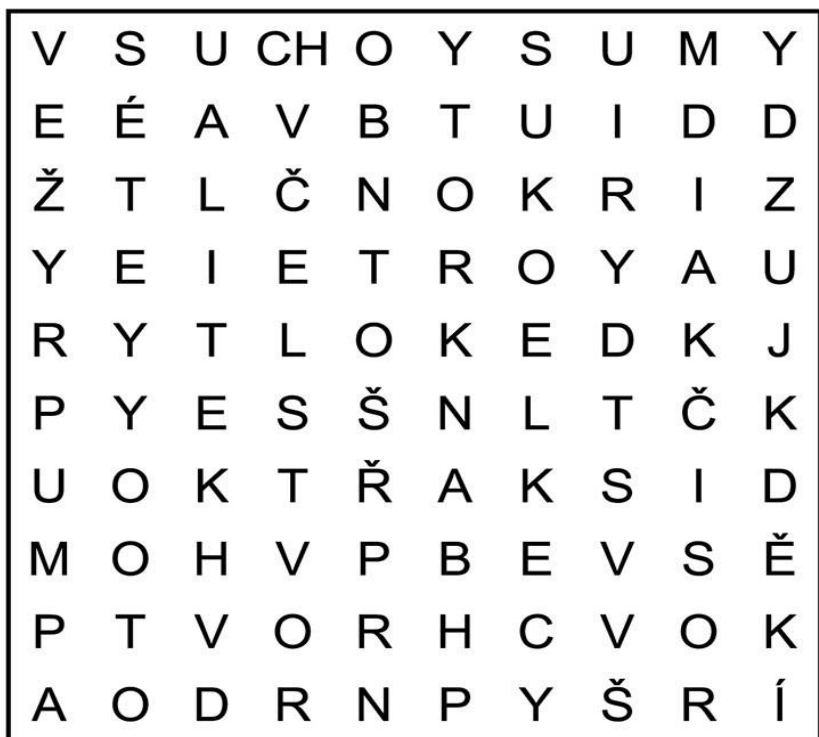 V S U CH O Y S U M Y
E É A V B T U I D D
Ž T L Č N O K R I Z
Y E I E T R O Y A U
R Y T L O K E D K J
P Y E S Š N L T Č K
U O K T Ř A K S I D
M O H V P B E V S Ě
P T V O R H C V O K
A O D R N P Y Š R Í